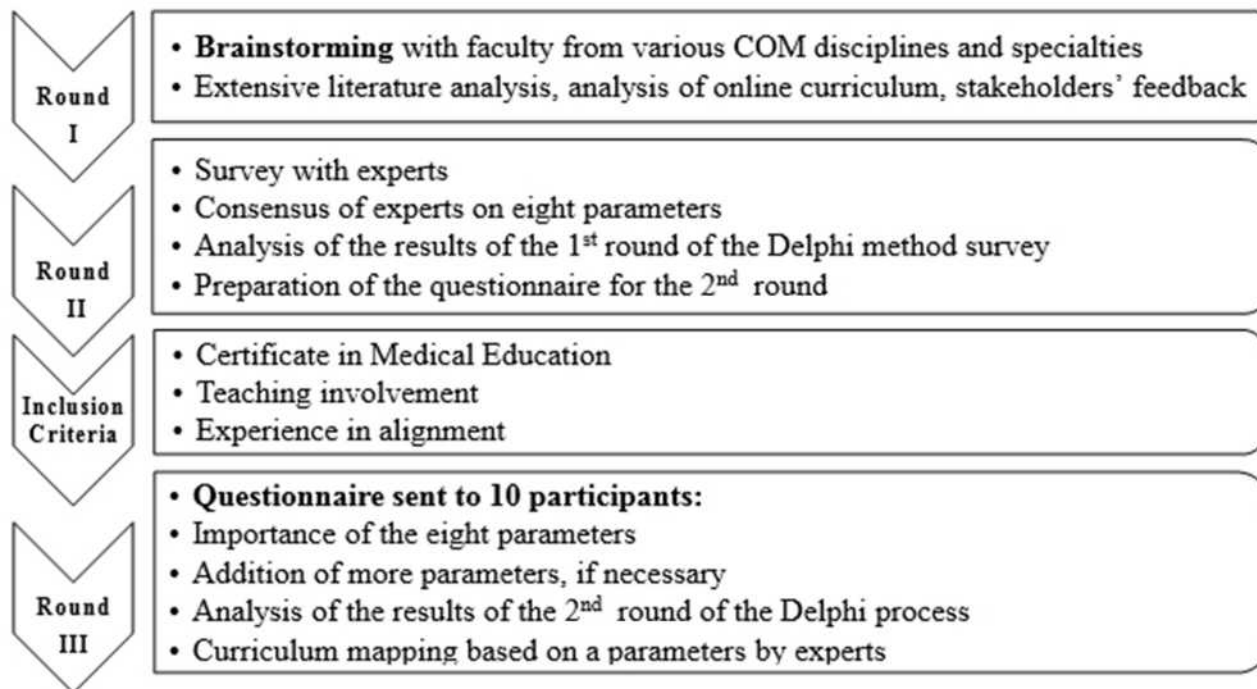 Round
I
• Brainstorming with faculty from various COM disciplines and specialties
• Extensive literature analysis, analysis of online curriculum, stakeholders’ feedback
Round
II
• Survey with experts
• Consensus of experts on eight parameters
• Analysis of the results of the 1st round of the Delphi method survey
• Preparation of the questionnaire for the 2nd round
Inclusion
Criteria
• Certificate in Medical Education
• Teaching involvement
• Experience in alignment
Round
III
• Questionnaire sent to 10 participants:
• Importance of the eight parameters
• Addition of more parameters, if necessary
• Analysis of the results of the 2nd round of the Delphi process
• Curriculum mapping based on a parameters by experts